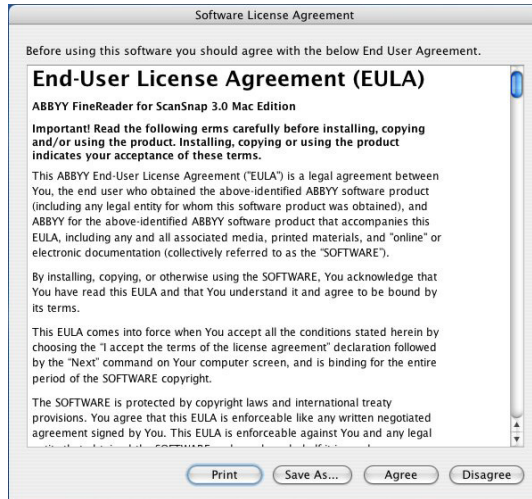 Software License Agreement
Before using this software you should agree with the below End User Agreement.
End-User License Agreement (EULA)
ABBYY FineReader for ScanSnap 3.0 Mac Edition
Important! Read the following erms carefully before installing, copying
and/or using the product. Installing, copying or using the product
indicates your acceptance of these terms.
This ABBYY End-User License Agreement ("EULA") is a legal agreement between
You, the end user who obtained the above-identified ABBYY software product
(including any legal entity for whom this software product was obtained), and
ABBYY for the above-identified ABBYY software product that accompanies this
EULA, including any and all associated media, printed materials, and "online" or
electronic documentation (collectively referred to as the "SOFTWARE").
By installing, copying, or otherwise using the SOFTWARE, You acknowledge that
You have read this EULA and that You understand it and agree to be bound by
its terms.
This EULA comes into force when You accept all the conditions stated herein by
choosing the "I accept the terms of the license agreement" declaration followed
by the "Next" command on Your computer screen, and is binding for the entire
period of the SOFTWARE copyright.
The SOFTWARE is protected by copyright laws and international treaty
provisions. You agree that this EULA is enforceable like any written negotiated
agreement signed by You. This EULA is enforceable against You and any legal
Print Save As... Agree Disagree